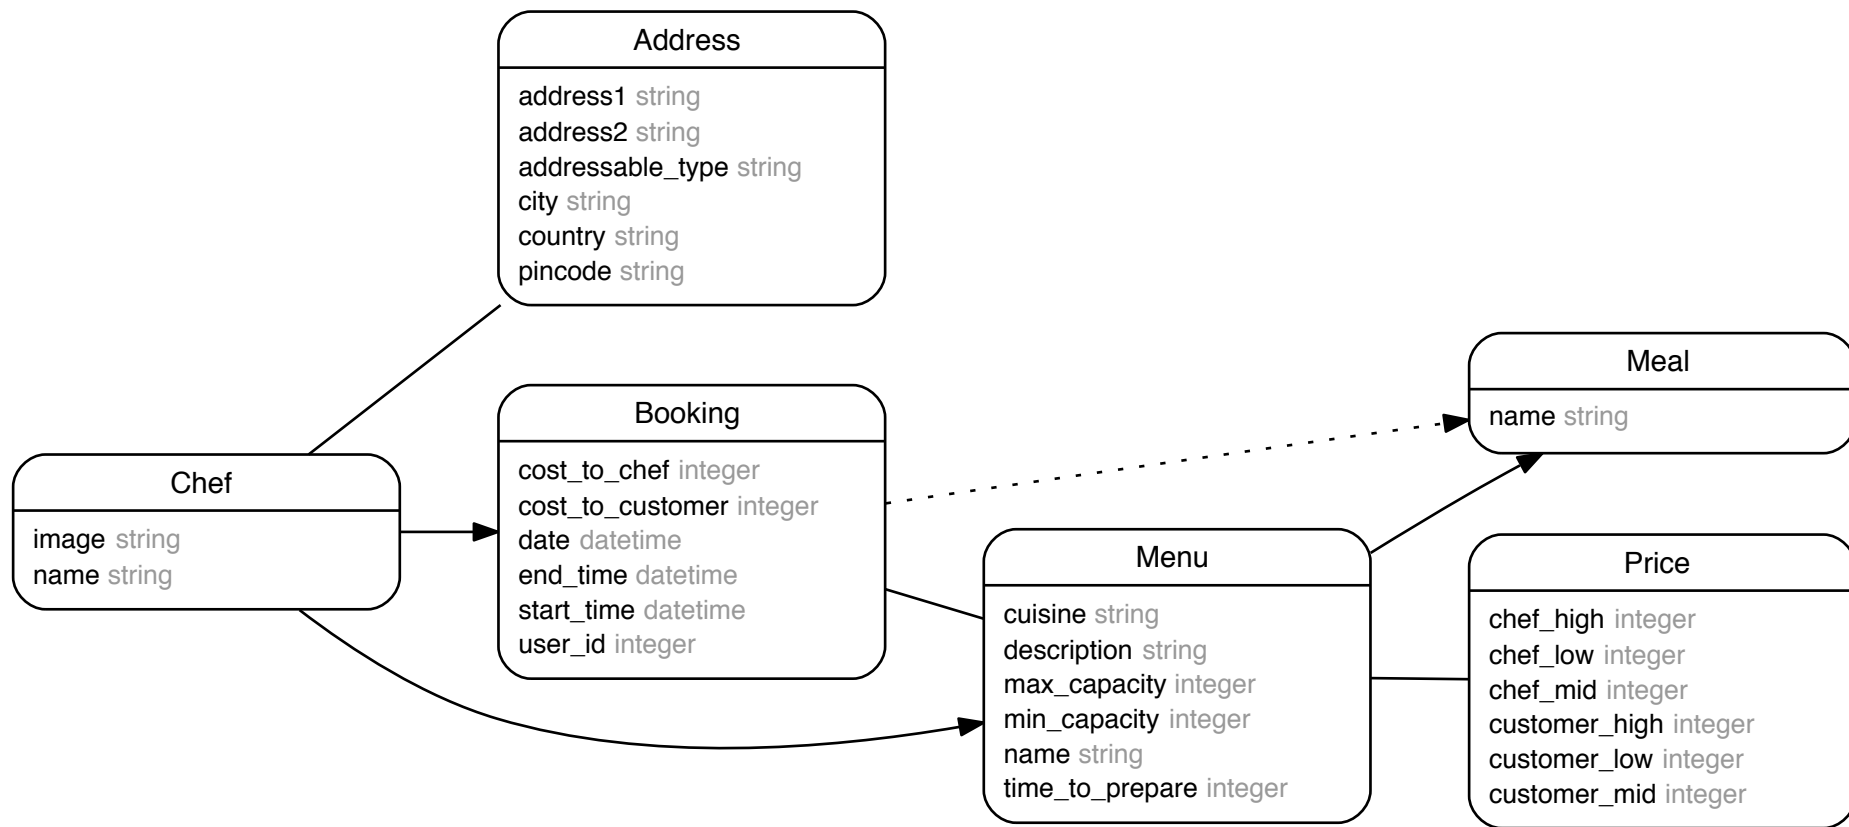 Address
address1 string
address2 string
addressable_type string
city string
country string
pincode string
Chef
image string
name string
Booking
cost_to_chef integer
cost_to_customer integer
date datetime
end_time datetime
start_time datetime
user_id integer
Menu
cuisine string
description string
max_capacity integer
min_capacity integer
name string
time_to_prepare integer
Meal
name string
Price
chef_high integer
chef_low integer
chef_mid integer
customer_high integer
customer_low integer
customer_mid integer